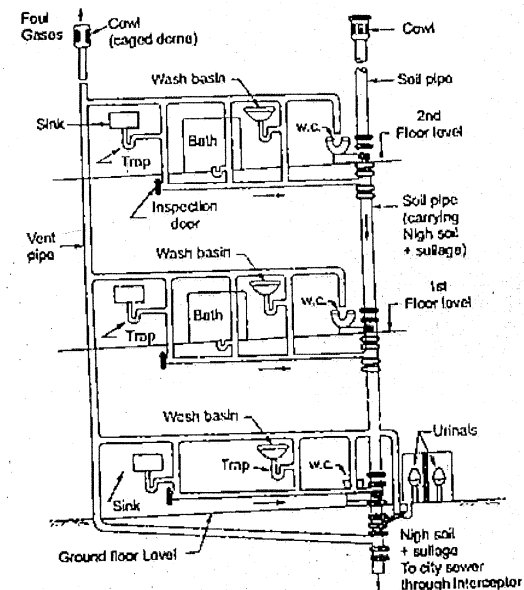 Foul
Gases
Cowl
(caged dome)
Cowl
Wash basin
Soil pipe
Sink
Trap
Bath
W.C.
2nd
Floor level
Inspection
door
Soil pipe
(carrying
Nigh soil
+ sullage)
Vent
pipe
Wash basin
1st
Floor level
Trap
Bath
W.C.
Wash basin
Urinals
Trap
W.C.
Sink
Ground floor Level
Nigh soil
+ sullage
To city sewer
through Interceptor